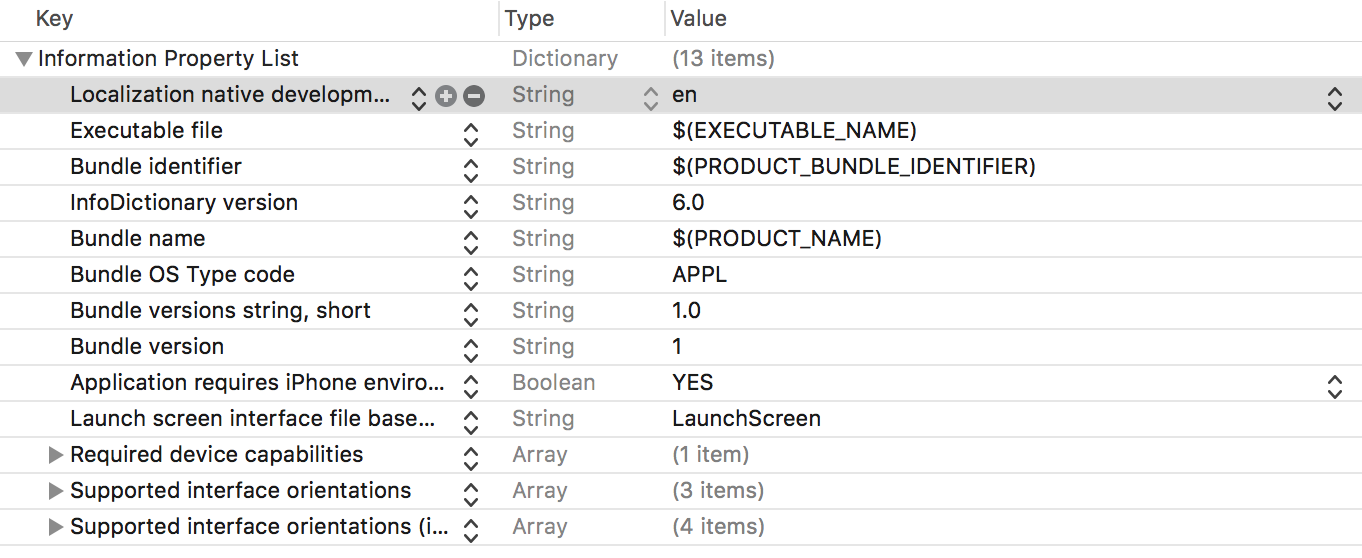 Key Type Value
Information Property List Dictionary (13 items)
Localization native developm... String en
Executable file String $(EXECUTABLE_NAME)
Bundle identifier String $(PRODUCT_BUNDLE_IDENTIFIER)
InfoDictionary version String 6.0
Bundle name String $(PRODUCT_NAME)
Bundle OS Type code String APPL
Bundle versions string, short String 1.0
Bundle version String 1
Application requires iPhone enviro... Boolean YES
Launch screen interface file base... String LaunchScreen
Required device capabilities Array (1 item)
Supported interface orientations Array (3 items)
Supported interface orientations (i... Array (4 items)